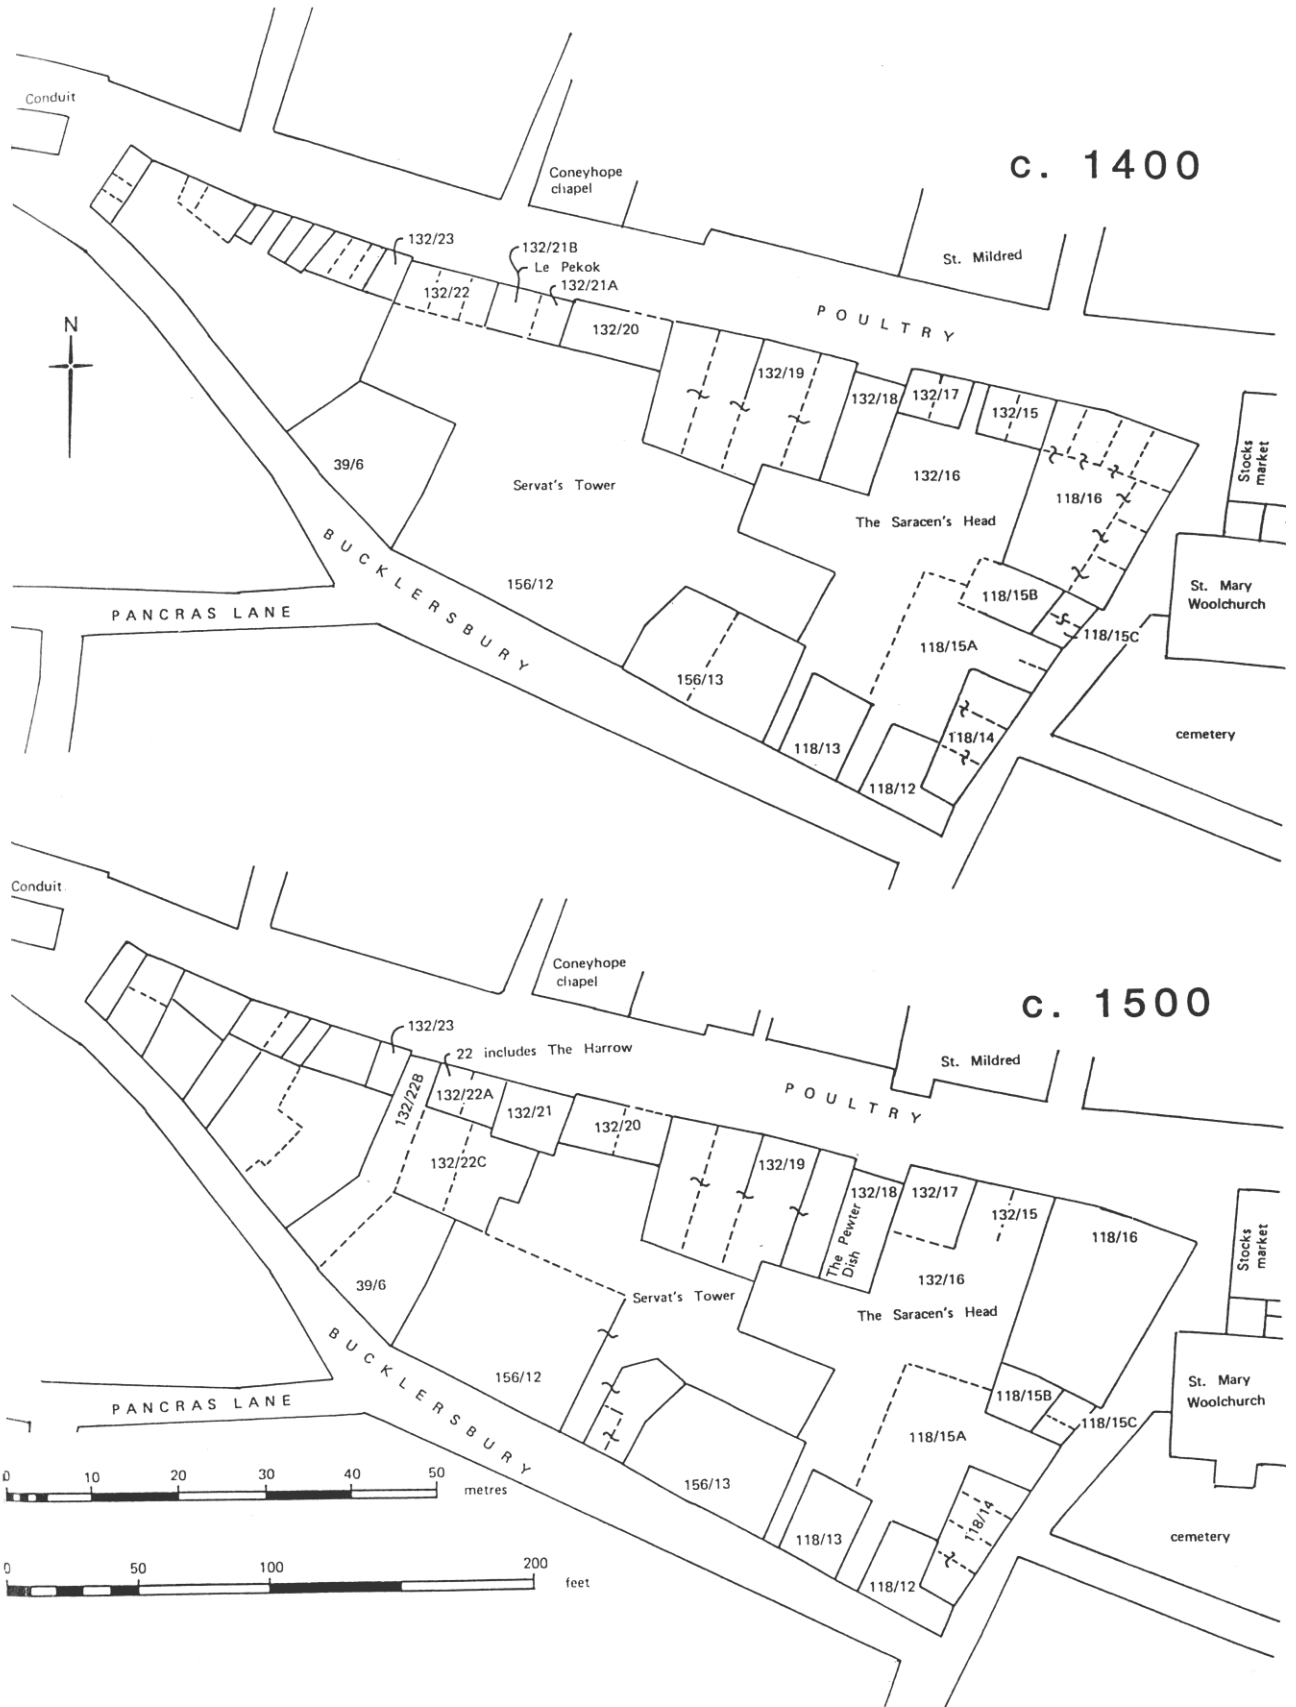 c. 1400
Conduit
Coneyhope
chapel
132/23
132/21B
Le Pekok
132/21A
132/22
132/20
St. Mildred
POULTRY
N
132/19
132/18
132/17
132/15
Stocks
market
39/6
Servat's Tower
132/16
118/16
The Saracen's Head
BUCKLERSBURY
156/12
118/15B
St. Mary
Woolchurch
PANCRAS LANE
118/15C
118/15A
156/13
118/13
118/14
cemetery
118/12
c. 1500
Conduit
Coneyhope
chapel
132/23
22 includes The Harrow
St. Mildred
132/22B
132/22A
132/21
132/20
POULTRY
132/22C
132/19
132/18
The Pewter
Dish
132/17
132/15
118/16
Stocks
market
132/16
39/6
Servat's Tower
The Saracen's Head
BUCKLERSBURY
156/12
118/15B
St. Mary
Woolchurch
PANCRAS LANE
118/15C
118/15A
156/13
0 10 20 30 40 50
metres
118/13
118/14
cemetery
118/12
0 50 100 200
feet